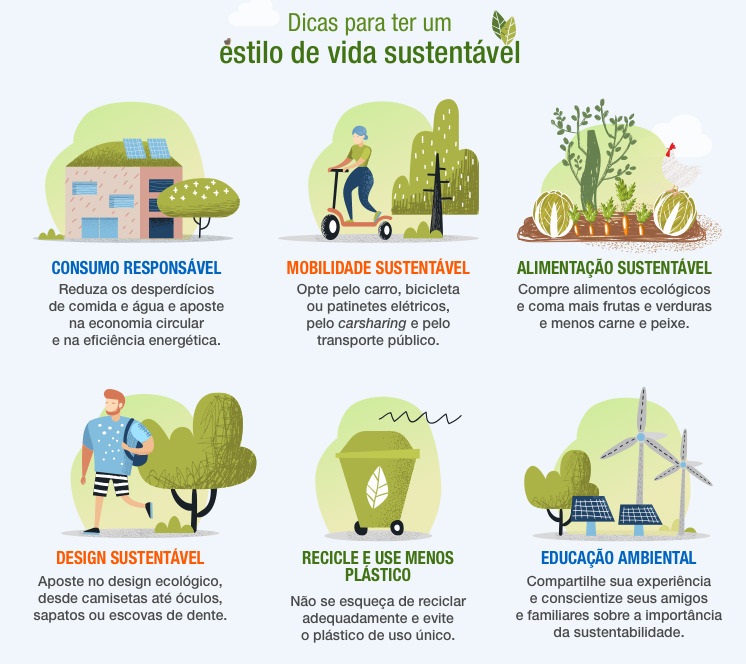 Dicas para ter um
estilo de vida sustentável
CONSUMO RESPONSÁVEL
Reduza os desperdícios
de comida e água e aposte
na economia circular
e na eficiência energética.
MOBILIDADE SUSTENTÁVEL
Opte pelo carro, bicicleta
ou patinetes elétricos,
pelo carsharing e pelo
transporte público.
ALIMENTAÇÃO SUSTENTÁVEL
Compre alimentos ecológicos
e coma mais frutas e verduras
e menos carne e peixe.
DESIGN SUSTENTÁVEL
Aposte no design ecológico,
desde camisetas até óculos,
sapatos ou escovas de dente.
RECICLE E USE MENOS
PLÁSTICO
Não se esqueça de reciclar
adequadamente e evite
o plástico de uso único.
EDUCAÇÃO AMBIENTAL
Compartilhe sua experiência
e conscientize seus amigos
e familiares sobre a importância
da sustentabilidade.